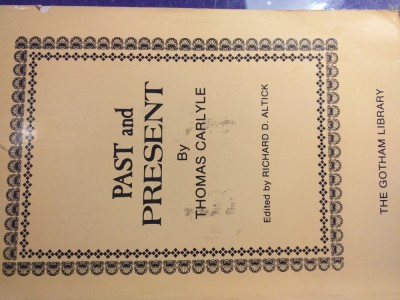 PAST and
PRESENT
By
THOMAS CARLYLE
Edited by RICHARD D. ALTICK
THE GOTHAM LIBRARY